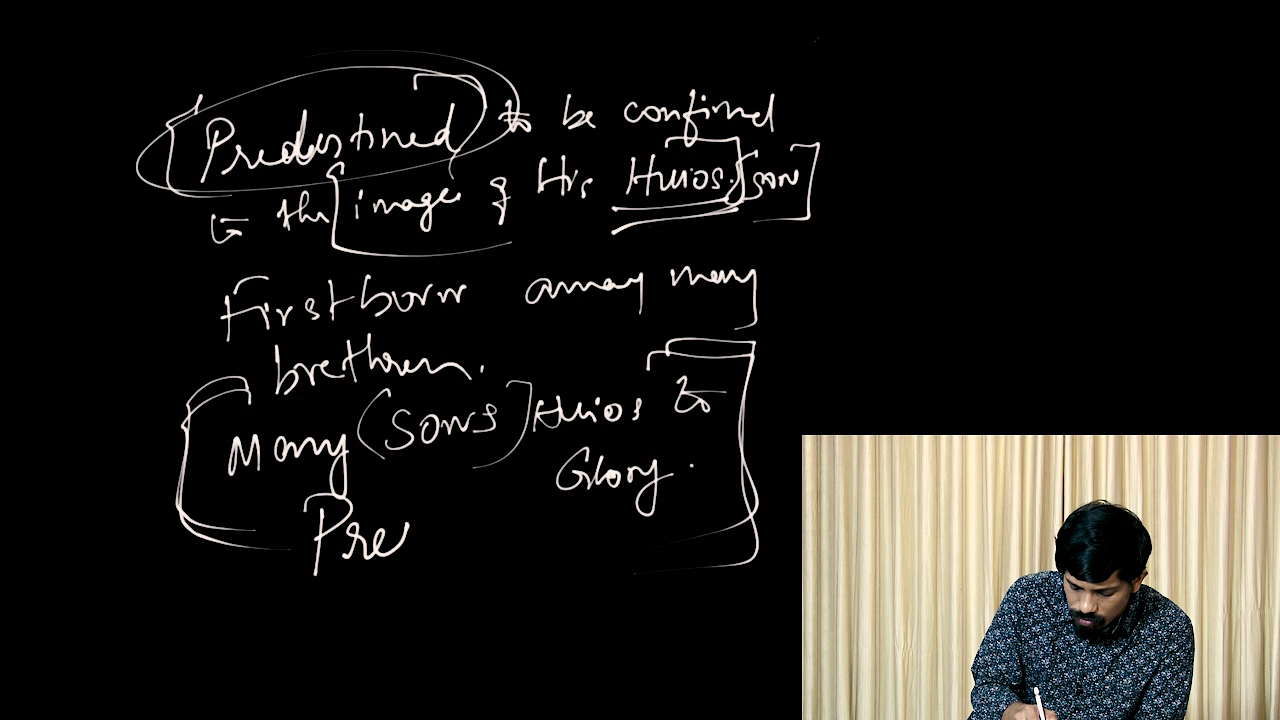 Predestined to be confirmed
to the image of His Huios. Son
Firstborn among many
brethren.
Many (Sons) Huios to
Glory.
Pre